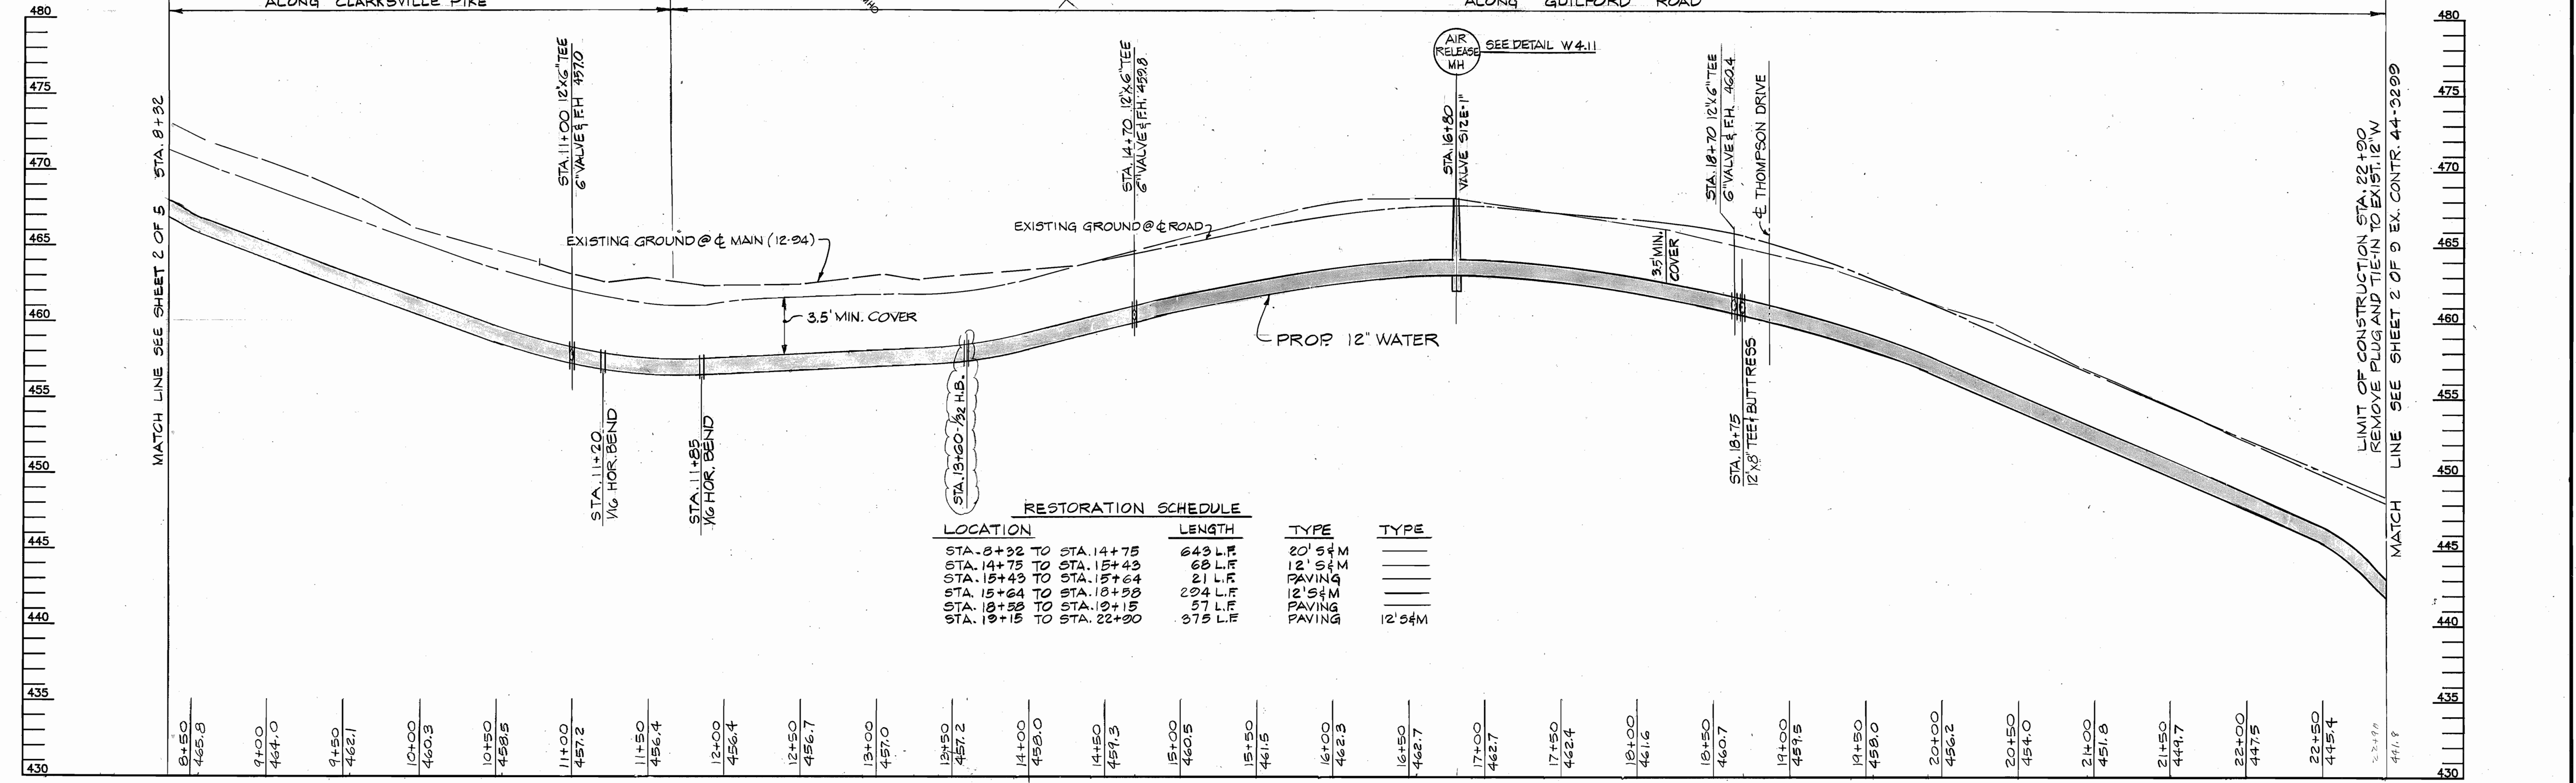 ALONG CLARKSVILLE PIKE
ALONG GUILFORD ROAD
480
475
470
465
460
455
450
445
440
435
430
MATCH LINE SEE SHEET 2 OF 5 STA. 8+32
STA. 11+00 12"X6" TEE
6" VALVE & F.H. 457.0
STA. 14+70 12"X6" TEE
6" VALVE & F.H. 459.8
AIR
RELEASE
MH
SEE DETAIL W 4.11
STA. 16+80
VALVE SIZE-1"
STA. 18+70 12"X6" TEE
6" VALVE & F.H. 460.4
℄ THOMPSON DRIVE
EXISTING GROUND @ ℄ MAIN (12-94)
EXISTING GROUND @ ℄ ROAD
3.5' MIN. COVER
3.5' MIN.
COVER
PROP. 12" WATER
STA. 11+20
1/16 HOR. BEND
STA. 11+85
1/16 HOR. BEND
STA. 13+60-1/32 H.B.
STA. 18+75
12"X8" TEE & BUTTRESS
LIMIT OF CONSTRUCTION STA. 22+90
REMOVE PLUG AND TIE-IN TO EXIST. 12"W
MATCH LINE SEE SHEET 2 OF 9 EX. CONTR. 44-3299
480
475
470
465
460
455
450
445
440
435
430
RESTORATION SCHEDULE
LOCATION LENGTH TYPE TYPE
STA. 8+32 TO STA. 14+75 643 L.F. 20' S&M
STA. 14+75 TO STA. 15+43 68 L.F. 12' S&M
STA. 15+43 TO STA. 15+64 21 L.F. PAVING
STA. 15+64 TO STA. 18+58 294 L.F. 12' S&M
STA. 18+58 TO STA. 19+15 57 L.F. PAVING
STA. 19+15 TO STA. 22+90 375 L.F. PAVING 12' S&M
8+50
465.8
9+00
464.0
9+50
462.1
10+00
460.3
10+50
458.5
11+00
457.2
11+50
456.4
12+00
456.4
12+50
456.7
13+00
457.0
13+50
457.2
14+00
458.0
14+50
459.3
15+00
460.5
15+50
461.5
16+00
462.3
16+50
462.7
17+00
462.7
17+50
462.4
18+00
461.6
18+50
460.7
19+00
459.5
19+50
458.0
20+00
456.2
20+50
454.0
21+00
451.8
21+50
449.7
22+00
447.5
22+50
445.4
22+90
441.8